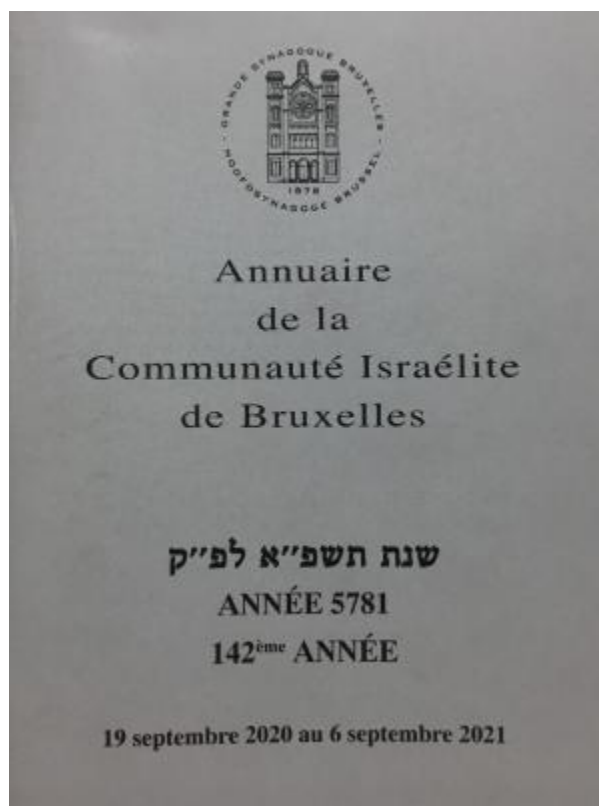 GRANDE SYNAGOGUE BRUXELLES
1878
HOOFDSYNAGOGE BRUSSEL
Annuaire
de la
Communauté Israélite
de Bruxelles
שנת תשפ״א לפ״ק
ANNÉE 5781
142ème ANNÉE
19 septembre 2020 au 6 septembre 2021